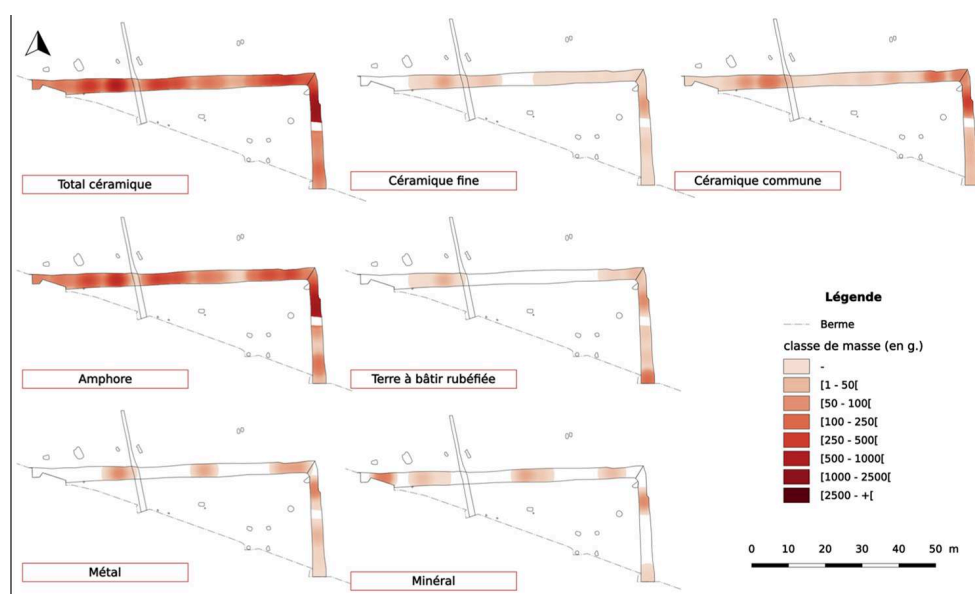 Total céramique
Céramique fine
Céramique commune
Amphore
Terre à bâtir rubéfiée
Métal
Minéral
Légende
Berme
classe de masse (en g.)
-
[1 - 50[
[50 - 100[
[100 - 250[
[250 - 500[
[500 - 1000[
[1000 - 2500[
[2500 - +[
0 10 20 30 40 50 m